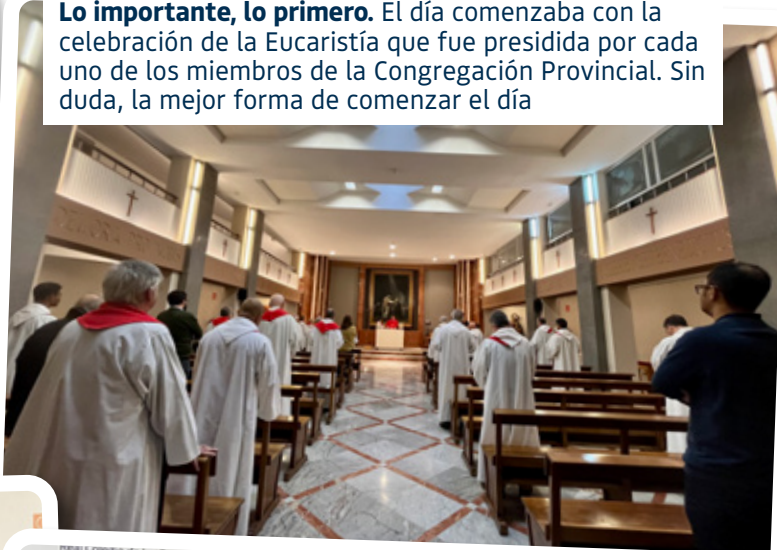 Lo importante, lo primero. El día comenzaba con la
celebración de la Eucaristía que fue presidida por cada
uno de los miembros de la Congregación Provincial. Sin
duda, la mejor forma de comenzar el día